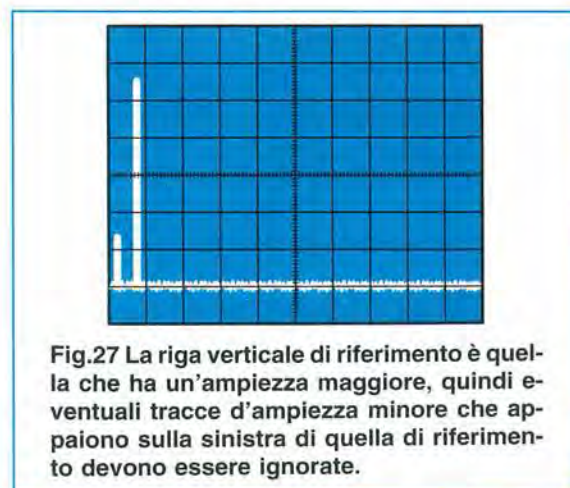 Fig.27 La riga verticale di riferimento è quel-
la che ha un'ampiezza maggiore, quindi e-
ventuali tracce d'ampiezza minore che ap-
paiono sulla sinistra di quella di riferimen-
to devono essere ignorate.